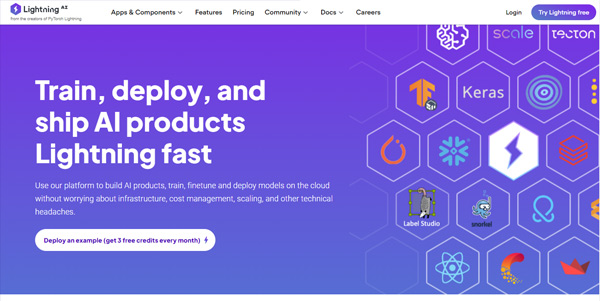 Lightning AI
From the creators of PyTorch Lightning
Apps & Components Features Pricing Community Docs Careers Login Try Lightning free
Train, deploy, and
ship AI products
Lightning fast
Use our platform to build AI products, train, finetune and deploy models on the cloud
without worrying about infrastructure, cost management, scaling, and other technical
headaches.
Deploy an example (get 3 free credits every month)
scale
tecton
Keras
Label Studio
snorkel